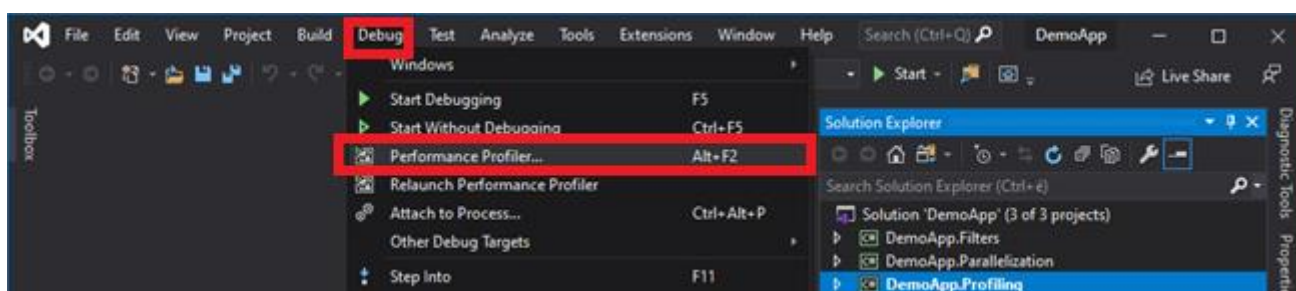 File Edit View Project Build Debug Test Analyze Tools Extensions Window Help Search (Ctrl+Q) DemoApp
Windows
Start Live Share
Start Debugging F5
Start Without Debugging Ctrl+F5
Performance Profiler... Alt+F2
Relaunch Performance Profiler
Attach to Process... Ctrl+Alt+P
Other Debug Targets
Step Into F11
Toolbox
Solution Explorer
Search Solution Explorer (Ctrl+è)
Solution 'DemoApp' (3 of 3 projects)
DemoApp.Filters
DemoApp.Parallelization
DemoApp.Profiling
Diagnostic Tools